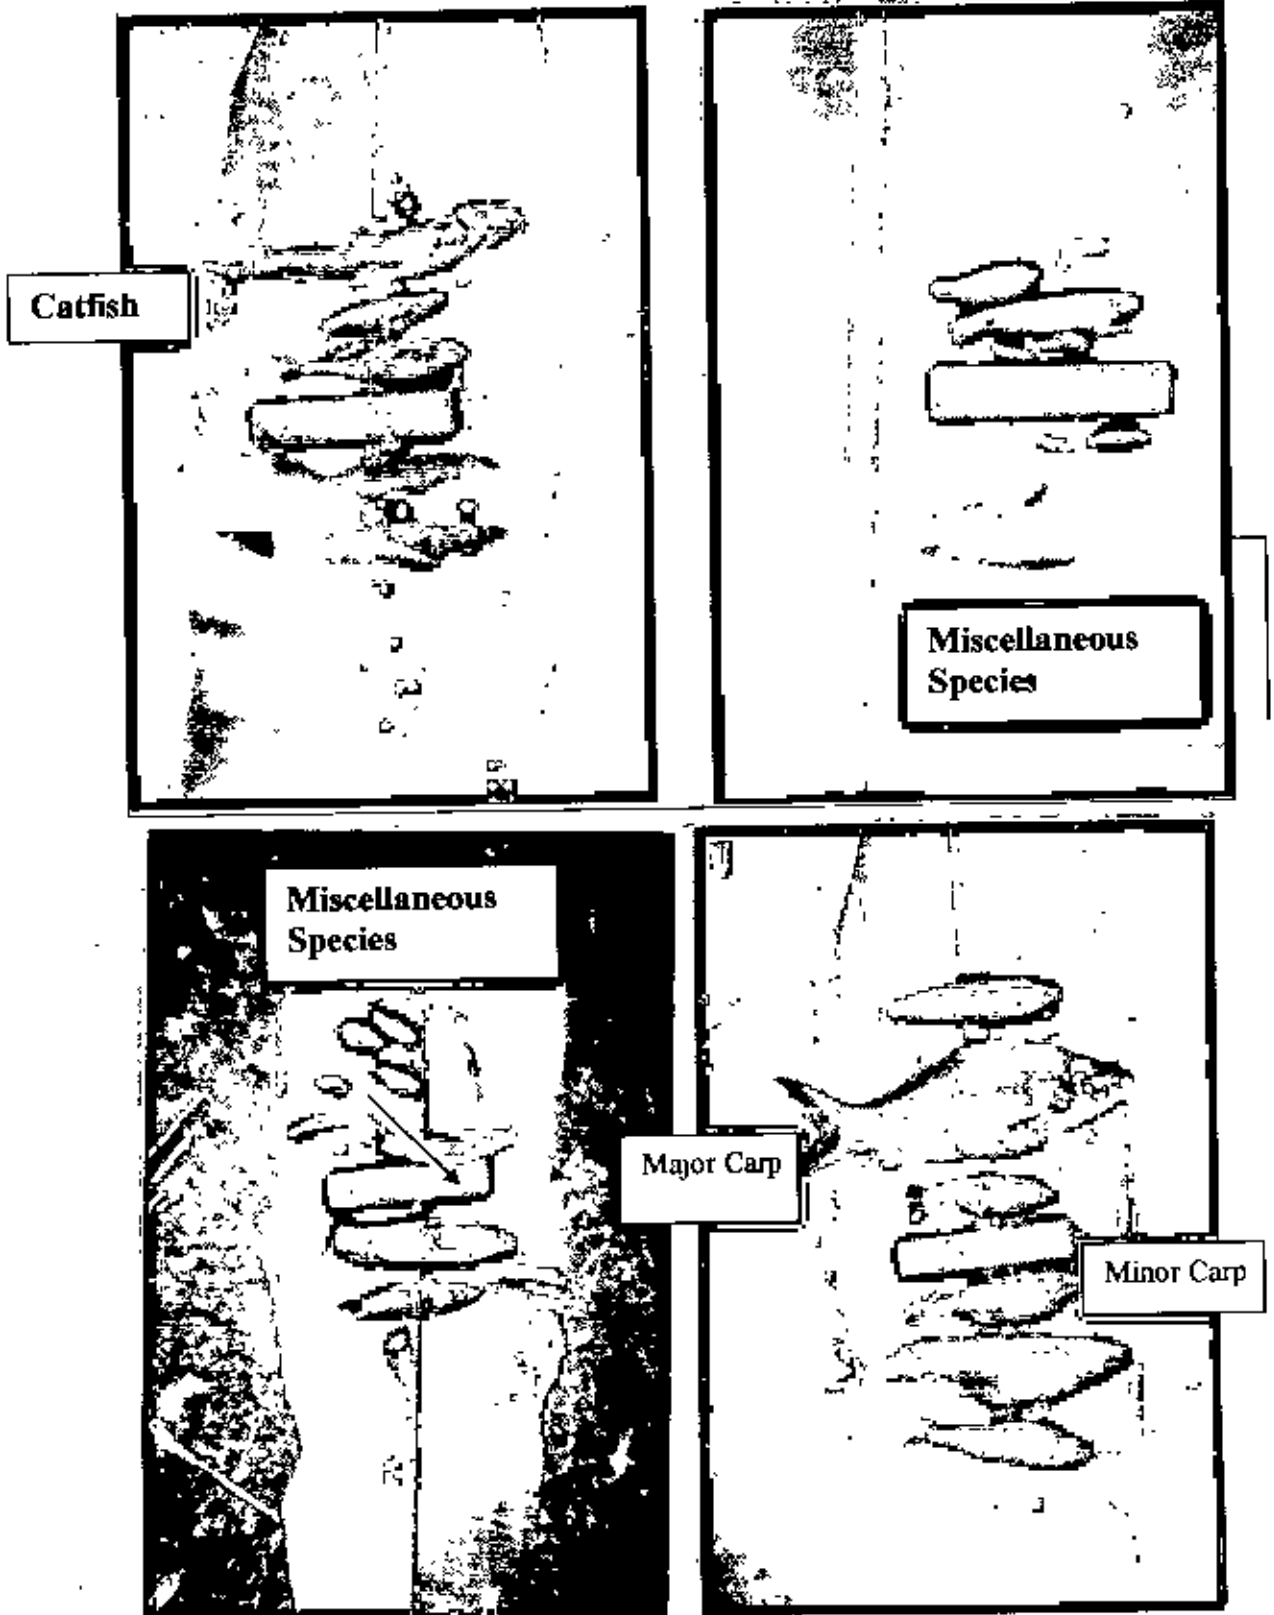 Catfish
Miscellaneous
Species
Miscellaneous
Species
Major Carp
Minor Carp